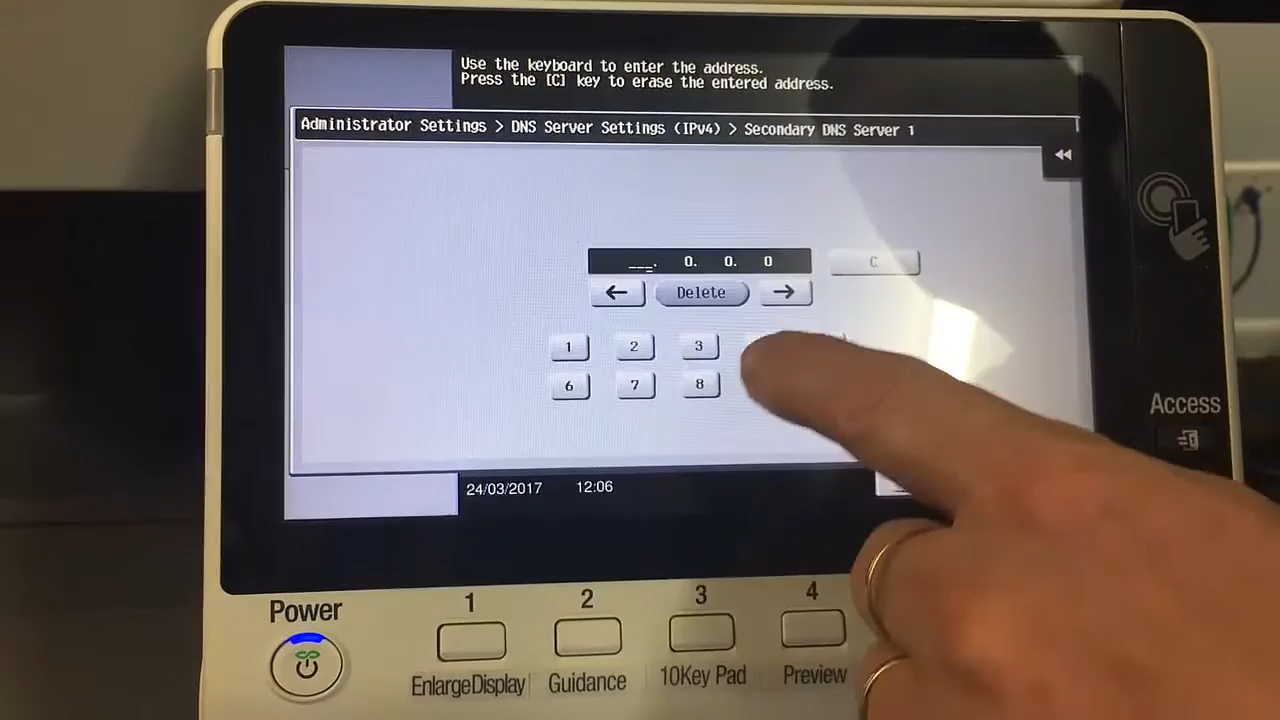 Use the keyboard to enter the address.
Press the [C] key to erase the entered address.
Administrator Settings > DNS Server Settings (IPv4) > Secondary DNS Server 1
___. 0. 0. 0
C
← Delete →
1 2 3
6 7 8
Access
24/03/2017 12:06
Power
1 2 3 4
EnlargeDisplay Guidance 10Key Pad Preview